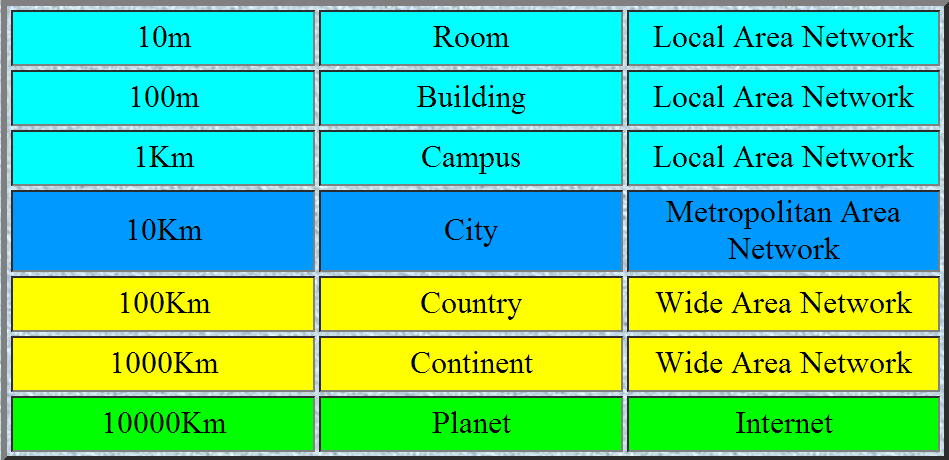 10m Room Local Area Network
100m Building Local Area Network
1Km Campus Local Area Network
10Km City Metropolitan Area
Network
100Km Country Wide Area Network
1000Km Continent Wide Area Network
10000Km Planet Internet